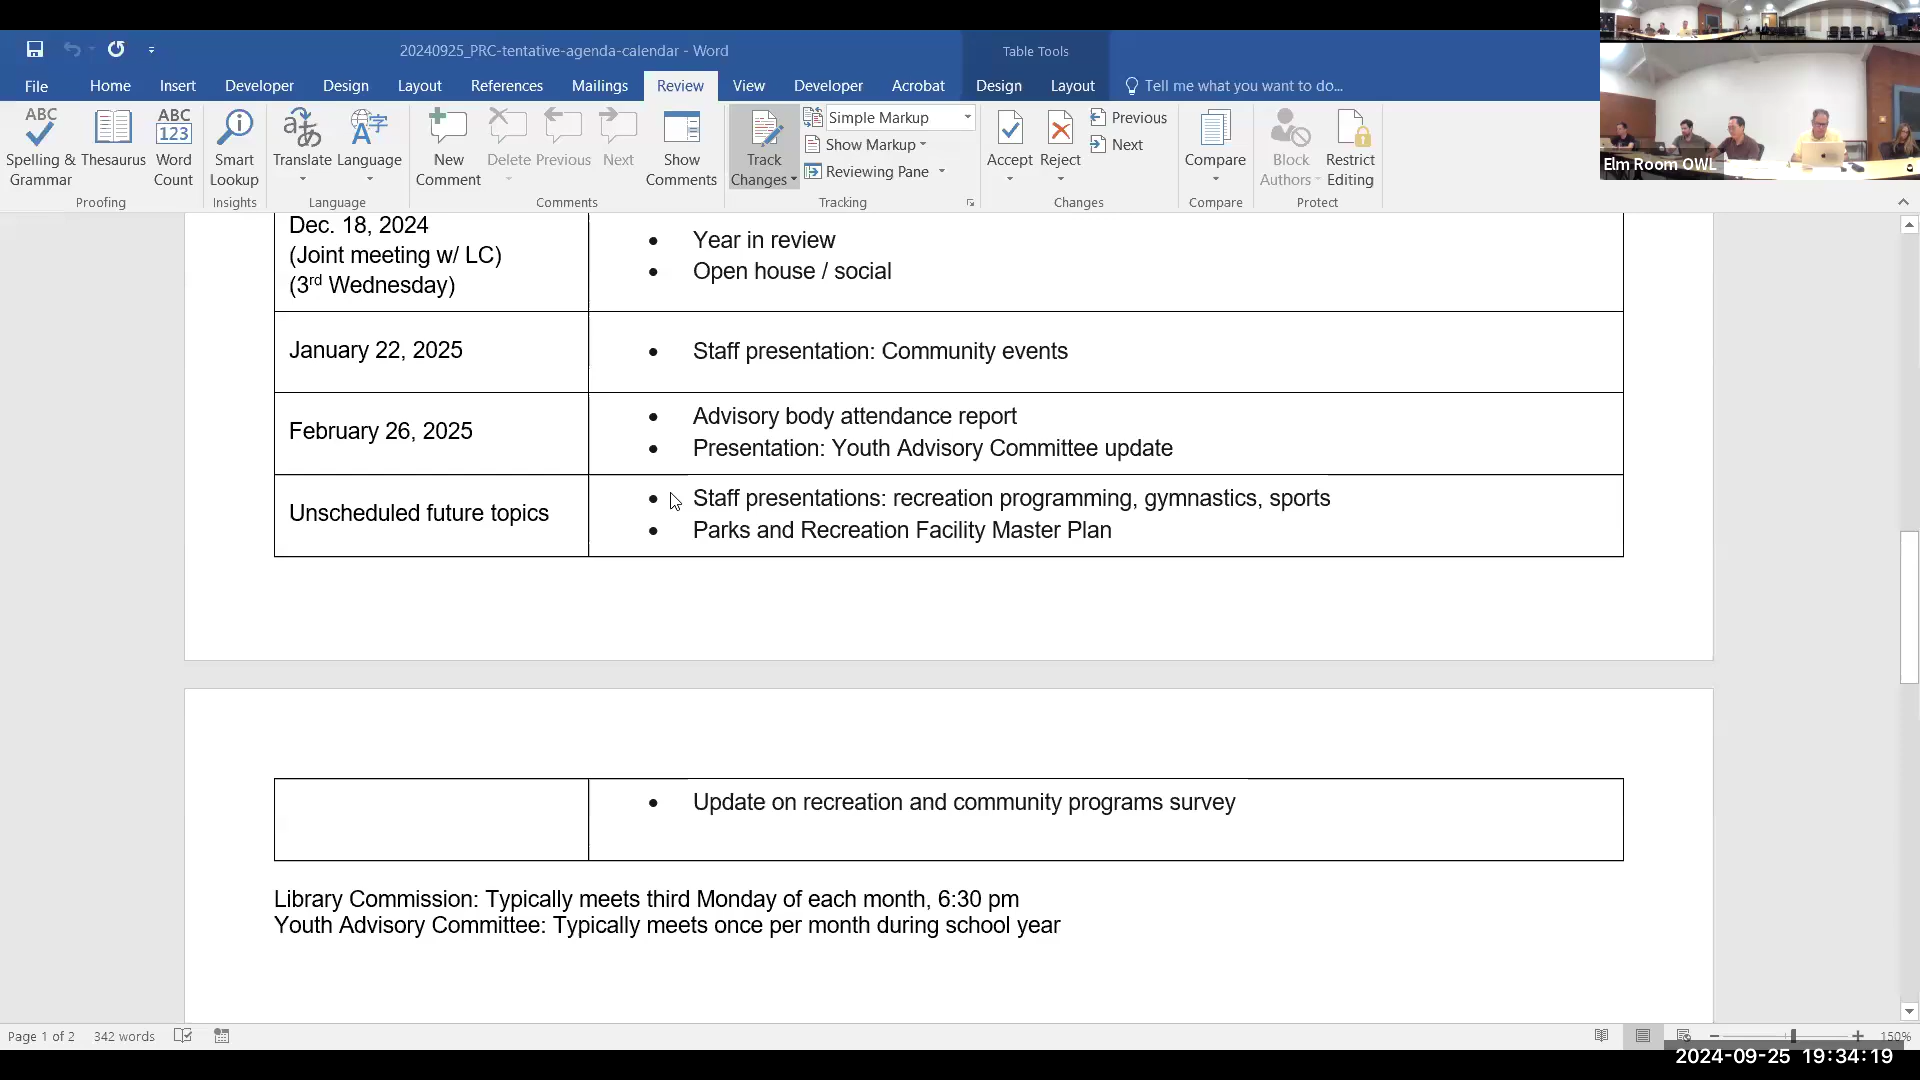 20240925_PRC-tentative-agenda-calendar - Word
Table Tools
File Home Insert Developer Design Layout References Mailings Review View Developer Acrobat Design Layout Tell me what you want to do...
ABC
Spelling &
Grammar
Thesaurus
ABC
123
Word
Count
Proofing
Smart
Lookup
Insights
Translate
Language
Language
New
Comment
Delete
Previous
Next
Show
Comments
Comments
Track
Changes
Simple Markup
Show Markup
Reviewing Pane
Tracking
Accept
Reject
Previous
Next
Changes
Compare
Compare
Block
Authors
Restrict
Editing
Protect
Elm Room OWL
Dec. 18, 2024
(Joint meeting w/ LC)
(3rd Wednesday)
• Year in review
• Open house / social
January 22, 2025
• Staff presentation: Community events
February 26, 2025
• Advisory body attendance report
• Presentation: Youth Advisory Committee update
Unscheduled future topics
• Staff presentations: recreation programming, gymnastics, sports
• Parks and Recreation Facility Master Plan
• Update on recreation and community programs survey
Library Commission: Typically meets third Monday of each month, 6:30 pm
Youth Advisory Committee: Typically meets once per month during school year
Page 1 of 2 342 words
150%
2024-09-25 19:34:19